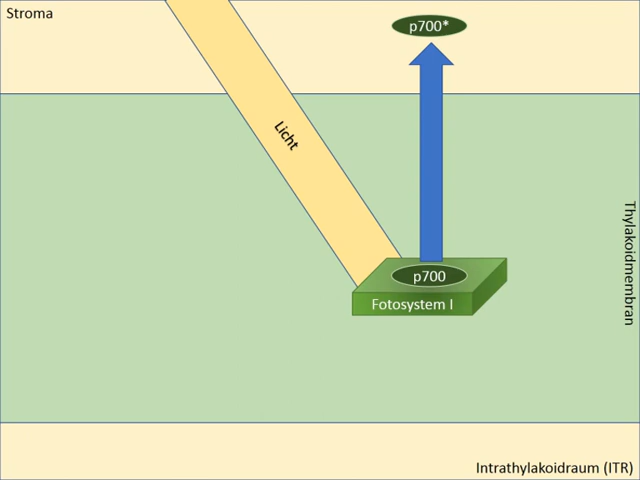 Stroma
p700*
Licht
Thylakoidmembran
p700
Fotosystem I
Intrathylakoidraum (ITR)